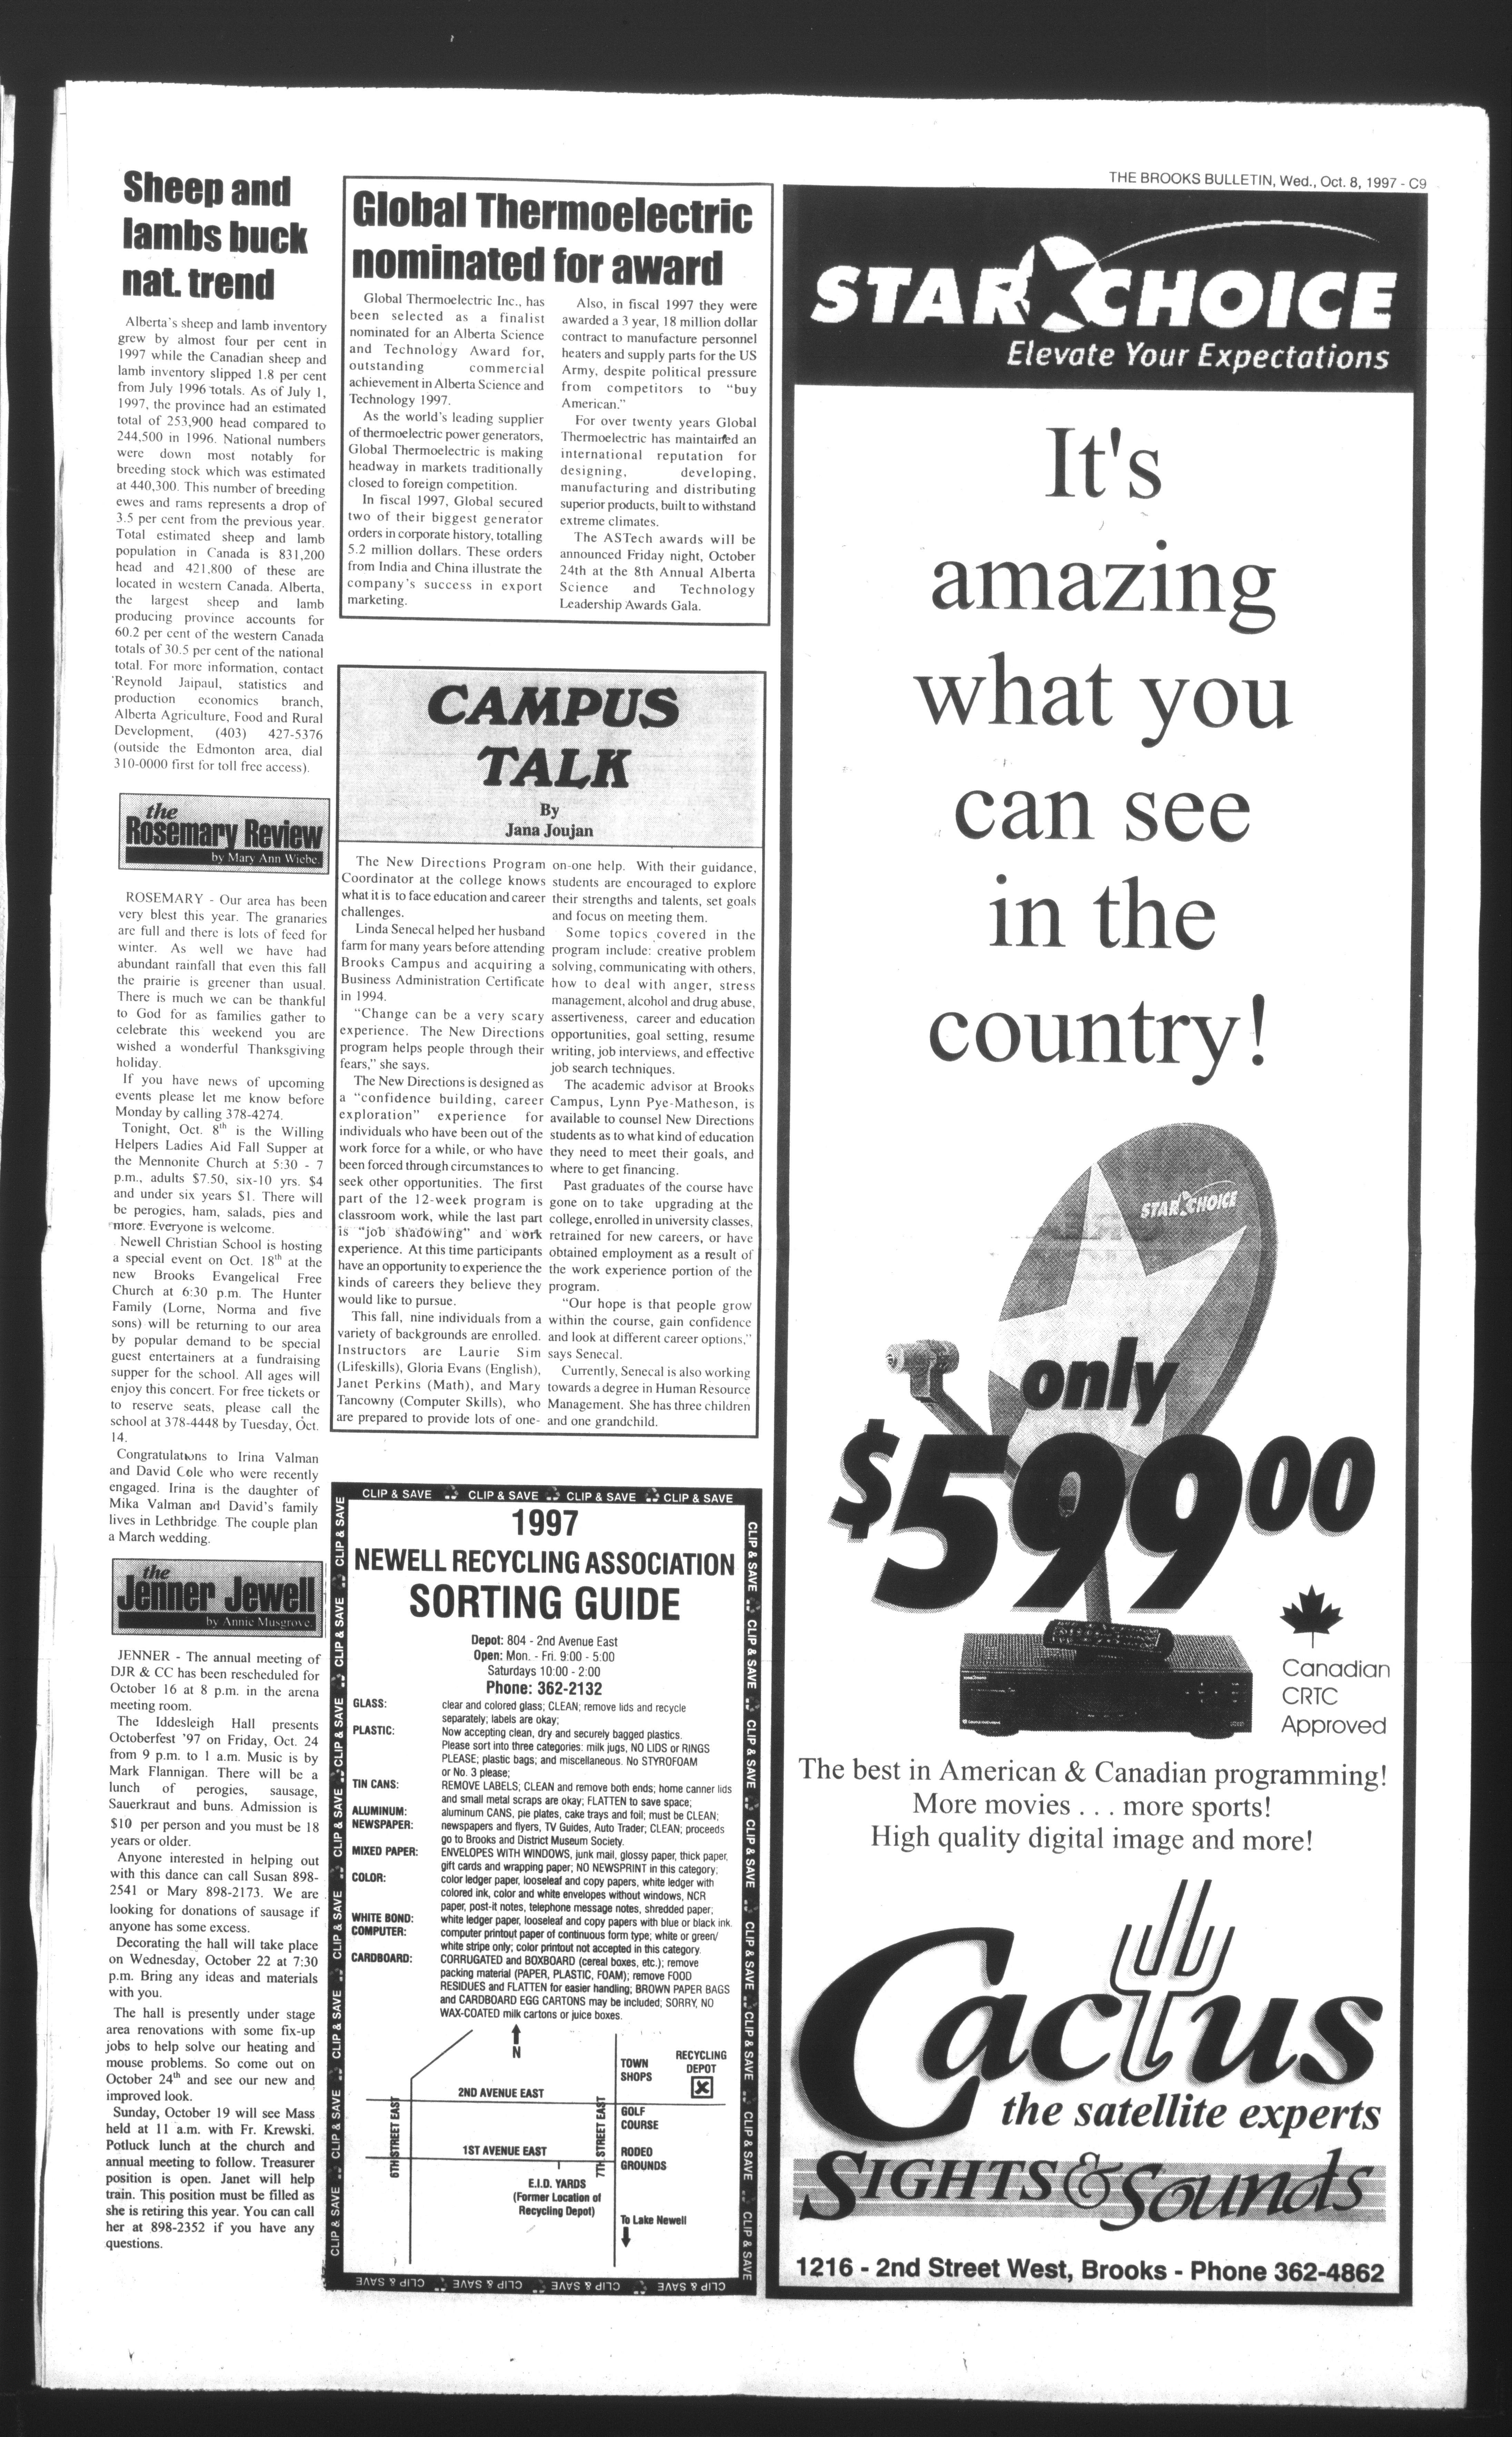 THE BROOKS BULLETIN, Wed., Oct. 8, 1997 - C9
Sheep and
lambs buck
nat. trend
Alberta's sheep and lamb inventory
grew by almost four per cent in
1997 while the Canadian sheep and
lamb inventory slipped 1.8 per cent
from July 1996 totals. As of July 1,
1997, the province had an estimated
total of 253,900 head compared to
244,500 in 1996. National numbers
were down most notably for
breeding stock which was estimated
at 440,300. This number of breeding
ewes and rams represents a drop of
3.5 per cent from the previous year.
Total estimated sheep and lamb
population in Canada is 831,200
head and 421,800 of these are
located in western Canada. Alberta,
the largest sheep and lamb
producing province accounts for
60.2 per cent of the western Canada
totals of 30.5 per cent of the national
total. For more information, contact
Reynold Jaipaul, statistics and
production economics branch,
Alberta Agriculture, Food and Rural
Development, (403) 427-5376
(outside the Edmonton area, dial
310-0000 first for toll free access).
the
Rosemary Review
by Mary Ann Wiebe
ROSEMARY - Our area has been
very blest this year. The granaries
are full and there is lots of feed for
winter. As well we have had
abundant rainfall that even this fall
the prairie is greener than usual.
There is much we can be thankful
to God for as families gather to
celebrate this weekend you are
wished a wonderful Thanksgiving
holiday.
If you have news of upcoming
events please let me know before
Monday by calling 378-4274.
Tonight, Oct. 8th is the Willing
Helpers Ladies Aid Fall Supper at
the Mennonite Church at 5:30 - 7
p.m., adults $7.50, six-10 yrs. $4
and under six years $1. There will
be perogies, ham, salads, pies and
more. Everyone is welcome.
Newell Christian School is hosting
a special event on Oct. 18th at the
new Brooks Evangelical Free
Church at 6:30 p.m. The Hunter
Family (Lorne, Norma and five
sons) will be returning to our area
by popular demand to be special
guest entertainers at a fundraising
supper for the school. All ages will
enjoy this concert. For free tickets or
to reserve seats, please call the
school at 378-4448 by Tuesday, Oct.
14.
Congratulations to Irina Valman
and David Cole who were recently
engaged. Irina is the daughter of
Mika Valman and David's family
lives in Lethbridge. The couple plan
a March wedding.
the
Jenner Jewell
by Annie Musgrove
JENNER - The annual meeting of
DJR & CC has been rescheduled for
October 16 at 8 p.m. in the arena
meeting room.
The Iddesleigh Hall presents
Octoberfest '97 on Friday, Oct. 24
from 9 p.m. to 1 a.m. Music is by
Mark Flannigan. There will be a
lunch of perogies, sausage,
Sauerkraut and buns. Admission is
$10 per person and you must be 18
years or older.
Anyone interested in helping out
with this dance can call Susan 898-
2541 or Mary 898-2173. We are
looking for donations of sausage if
anyone has some excess.
Decorating the hall will take place
on Wednesday, October 22 at 7:30
p.m. Bring any ideas and materials
with you.
The hall is presently under stage
area renovations with some fix-up
jobs to help solve our heating and
mouse problems. So come out on
October 24th and see our new and
improved look.
Sunday, October 19 will see Mass
held at 11 a.m. with Fr. Krewski.
Potluck lunch at the church and
annual meeting to follow. Treasurer
position is open. Janet will help
train. This position must be filled as
she is retiring this year. You can call
her at 898-2352 if you have any
questions.
Global Thermoelectric
nominated for award
Global Thermoelectric Inc., has
been selected as a finalist
nominated for an Alberta Science
and Technology Award for,
outstanding commercial
achievement in Alberta Science and
Technology 1997.
As the world's leading supplier
of thermoelectric power generators,
Global Thermoelectric is making
headway in markets traditionally
closed to foreign competition.
In fiscal 1997, Global secured
two of their biggest generator
orders in corporate history, totalling
5.2 million dollars. These orders
from India and China illustrate the
company's success in export
marketing.
Also, in fiscal 1997 they were
awarded a 3 year, 18 million dollar
contract to manufacture personnel
heaters and supply parts for the US
Army, despite political pressure
from competitors to "buy
American."
For over twenty years Global
Thermoelectric has maintained an
international reputation for
designing, developing,
manufacturing and distributing
superior products, built to withstand
extreme climates.
The ASTech awards will be
announced Friday night, October
24th at the 8th Annual Alberta
Science and Technology
Leadership Awards Gala.
CAMPUS
TALK
By
Jana Joujan
The New Directions Program
Coordinator at the college knows
what it is to face education and career
challenges.
Linda Senecal helped her husband
farm for many years before attending
Brooks Campus and acquiring a
Business Administration Certificate
in 1994.
"Change can be a very scary
experience. The New Directions
program helps people through their
fears," she says.
The New Directions is designed as
a "confidence building, career
exploration" experience for
individuals who have been out of the
work force for a while, or who have
been forced through circumstances to
seek other opportunities. The first
part of the 12-week program is
classroom work, while the last part
is "job shadowing" and work
experience. At this time participants
have an opportunity to experience the
kinds of careers they believe they
would like to pursue.
This fall, nine individuals from a
variety of backgrounds are enrolled.
Instructors are Laurie Sim
(Lifeskills), Gloria Evans (English),
Janet Perkins (Math), and Mary
Tancowny (Computer Skills), who
are prepared to provide lots of one-
on-one help. With their guidance,
students are encouraged to explore
their strengths and talents, set goals
and focus on meeting them.
Some topics covered in the
program include: creative problem
solving, communicating with others,
how to deal with anger, stress
management, alcohol and drug abuse,
assertiveness, career and education
opportunities, goal setting, resume
writing, job interviews, and effective
job search techniques.
The academic advisor at Brooks
Campus, Lynn Pye-Matheson, is
available to counsel New Directions
students as to what kind of education
they need to meet their goals, and
where to get financing.
Past graduates of the course have
gone on to take upgrading at the
college, enrolled in university classes,
retrained for new careers, or have
obtained employment as a result of
the work experience portion of the
program.
"Our hope is that people grow
within the course, gain confidence
and look at different career options,"
says Senecal.
Currently, Senecal is also working
towards a degree in Human Resource
Management. She has three children
and one grandchild.
CLIP & SAVE CLIP & SAVE CLIP & SAVE CLIP & SAVE
1997
NEWELL RECYCLING ASSOCIATION
SORTING GUIDE
Depot: 804 - 2nd Avenue East
Open: Mon. - Fri. 9:00 - 5:00
Saturdays 10:00 - 2:00
Phone: 362-2132
GLASS: clear and colored glass; CLEAN; remove lids and recycle
separately; labels are okay;
PLASTIC: Now accepting clean, dry and securely bagged plastics.
Please sort into three categories: milk jugs, NO LIDS or RINGS
PLEASE; plastic bags; and miscellaneous. No STYROFOAM
or No. 3 please;
TIN CANS: REMOVE LABELS; CLEAN and remove both ends; home canner lids
and small metal scraps are okay; FLATTEN to save space;
ALUMINUM: aluminum CANS, pie plates, cake trays and foil; must be CLEAN;
NEWSPAPER: newspapers and flyers, TV Guides, Auto Trader; CLEAN; proceeds
go to Brooks and District Museum Society.
MIXED PAPER: ENVELOPES WITH WINDOWS, junk mail, glossy paper, thick paper,
gift cards and wrapping paper; NO NEWSPRINT in this category;
COLOR: color ledger paper, looseleaf and copy papers, white ledger with
colored ink, color and white envelopes without windows, NCR
paper, post-it notes, telephone message notes, shredded paper;
WHITE BOND: white ledger paper, looseleaf and copy papers with blue or black ink.
COMPUTER: computer printout paper of continuous form type; white or green/
white stripe only; color printout not accepted in this category.
CARDBOARD: CORRUGATED and BOXBOARD (cereal boxes, etc.); remove
packing material (PAPER, PLASTIC, FOAM); remove FOOD
RESIDUES and FLATTEN for easier handling; BROWN PAPER BAGS
and CARDBOARD EGG CARTONS may be included; SORRY, NO
WAX-COATED milk cartons or juice boxes.
N
TOWN
SHOPS
RECYCLING
DEPOT
2ND AVENUE EAST
6TH STREET EAST
7TH STREET EAST
GOLF
COURSE
1ST AVENUE EAST
RODEO
GROUNDS
E.I.D. YARDS
(Former Location of
Recycling Depot)
To Lake Newell
CLIP & SAVE CLIP & SAVE CLIP & SAVE CLIP & SAVE
STAR CHOICE
Elevate Your Expectations
It's
amazing
what you
can see
in the
country!
STAR CHOICE
only
$59900
Canadian
CRTC
Approved
The best in American & Canadian programming!
More movies . . . more sports!
High quality digital image and more!
Cactus
the satellite experts
SIGHTS & Sounds
1216 - 2nd Street West, Brooks - Phone 362-4862